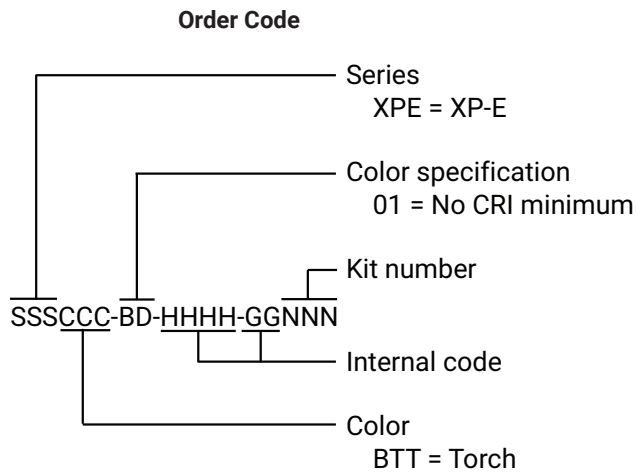 Order Code
Series
XPE = XP-E
Color specification
01 = No CRI minimum
Kit number
SSSCCC-BD-HHHH-GGNNN
Internal code
Color
BTT = Torch